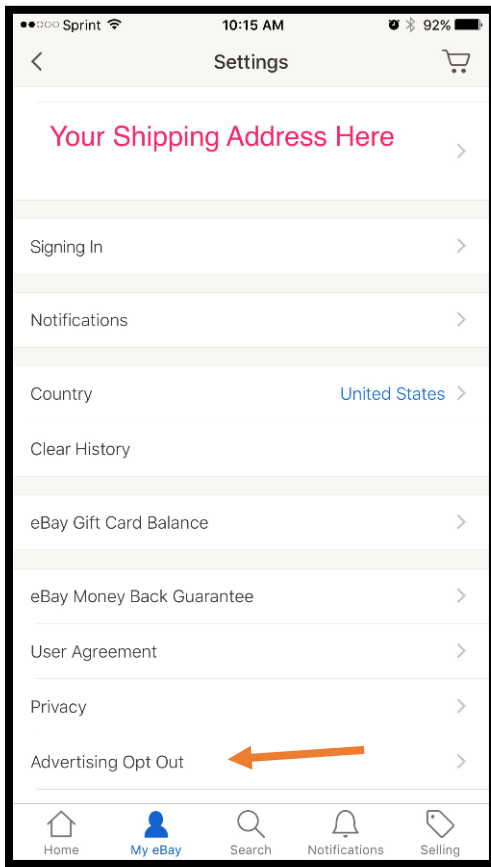 Sprint 10:15 AM 92%
Settings
Your Shipping Address Here
Signing In
Notifications
Country United States
Clear History
eBay Gift Card Balance
eBay Money Back Guarantee
User Agreement
Privacy
Advertising Opt Out
Home My eBay Search Notifications Selling